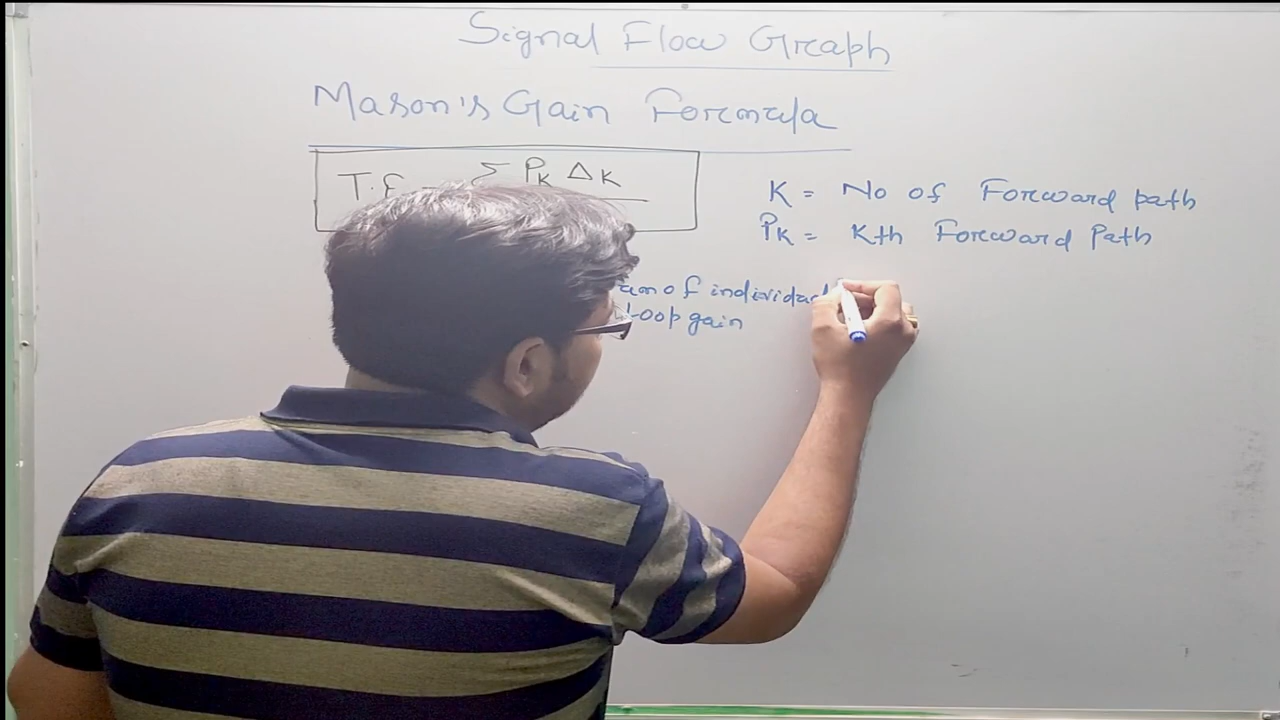 Signal Flow Graph
Mason's Gain Formula
T.F Σ PK ΔK
K = No of Forward path
PK = Kth Forward Path
of individual
Loop gain